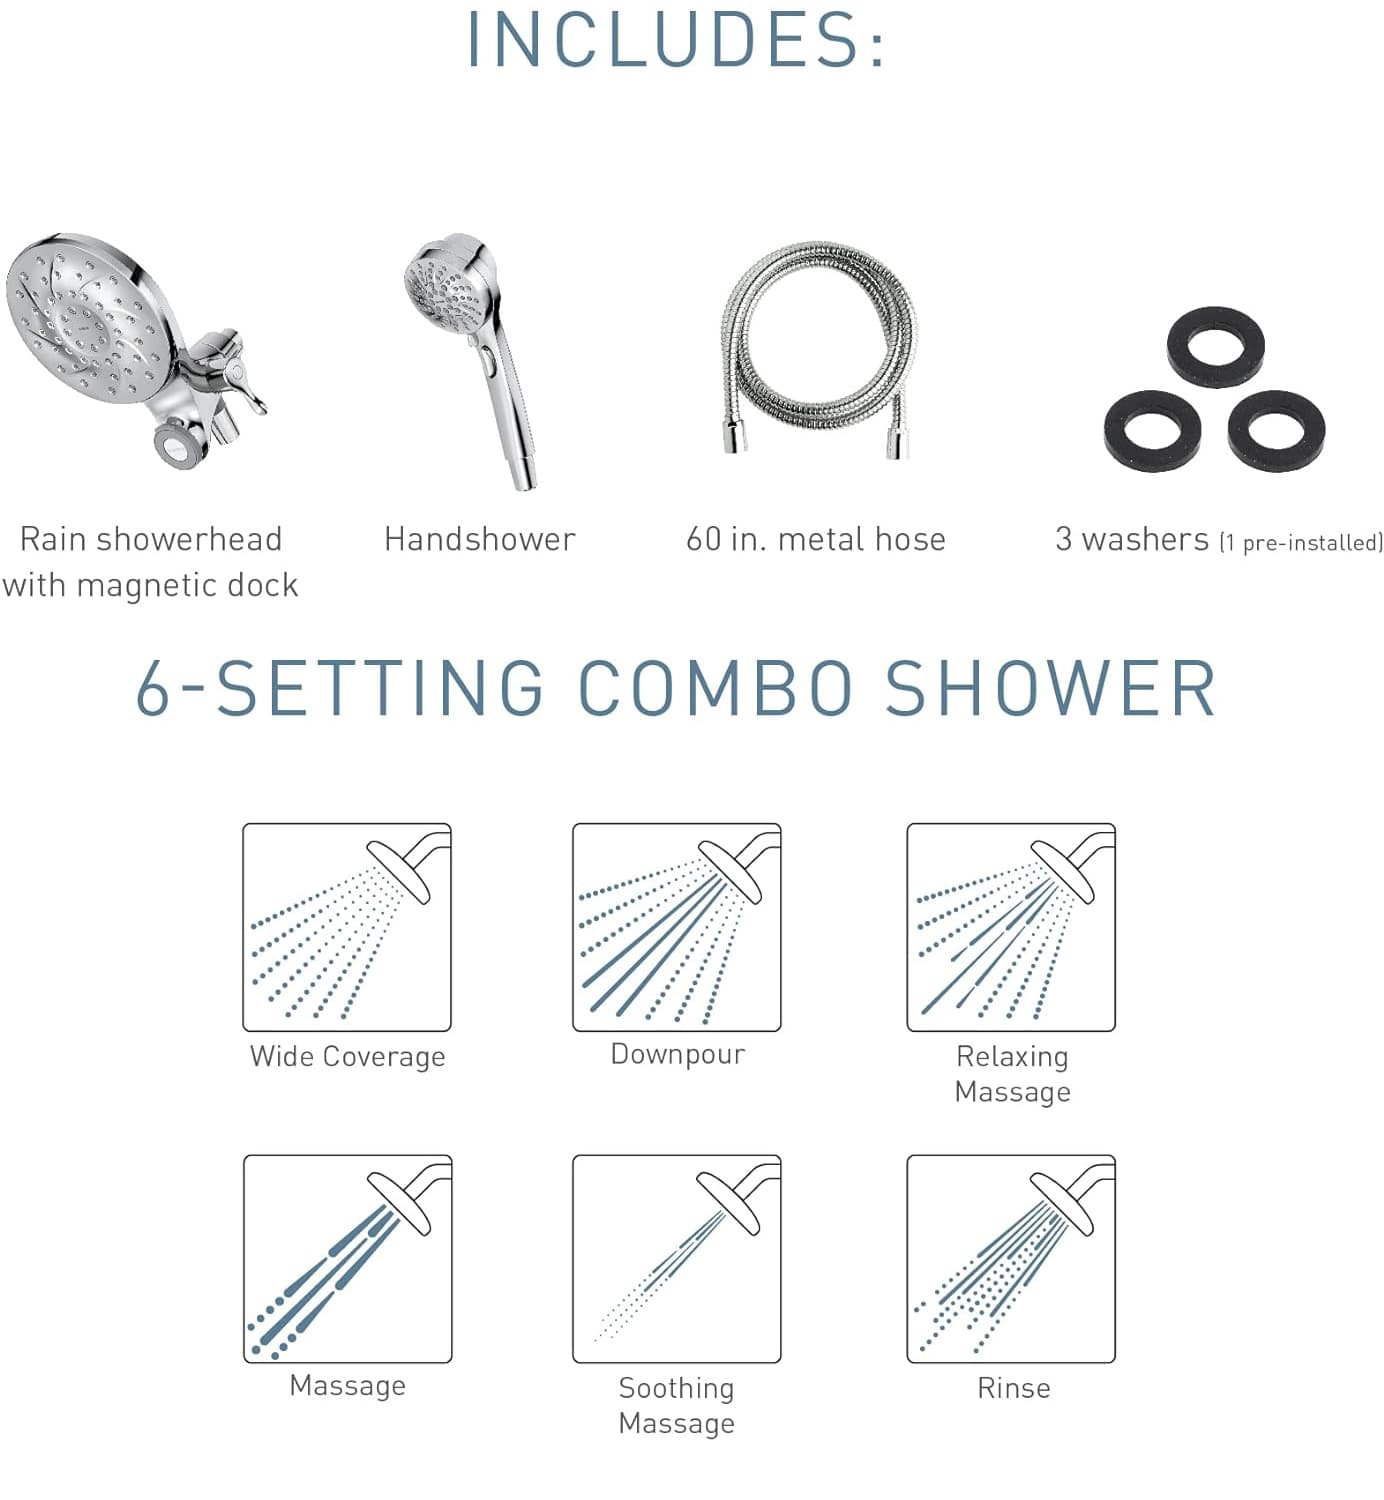 INCLUDES:
Rain showerhead
with magnetic dock
Handshower
60 in. metal hose
3 washers (1 pre-installed)
6-SETTING COMBO SHOWER
Wide Coverage
Downpour
Relaxing
Massage
Massage
Soothing
Massage
Rinse